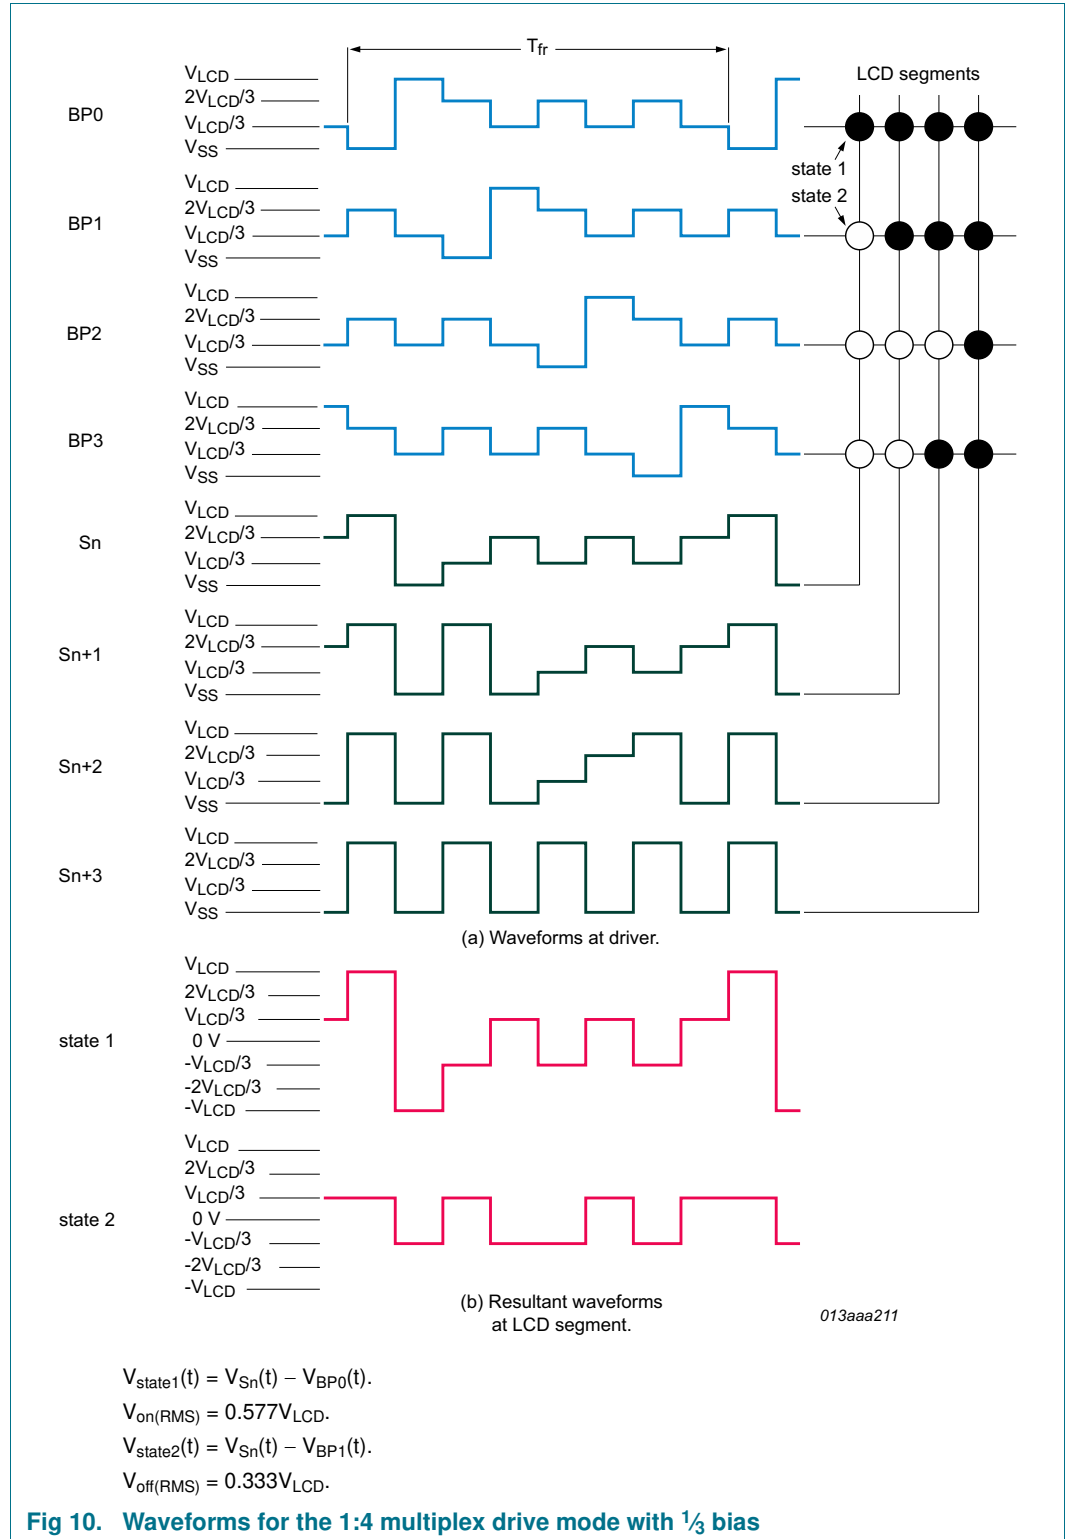 Tfr
LCD segments
BP0
VLCD
2VLCD/3
VLCD/3
VSS
state 1
state 2
BP1
VLCD
2VLCD/3
VLCD/3
VSS
BP2
VLCD
2VLCD/3
VLCD/3
VSS
BP3
VLCD
2VLCD/3
VLCD/3
VSS
Sn
VLCD
2VLCD/3
VLCD/3
VSS
Sn+1
VLCD
2VLCD/3
VLCD/3
VSS
Sn+2
VLCD
2VLCD/3
VLCD/3
VSS
Sn+3
VLCD
2VLCD/3
VLCD/3
VSS
(a) Waveforms at driver.
state 1
VLCD
2VLCD/3
VLCD/3
0 V
-VLCD/3
-2VLCD/3
-VLCD
state 2
VLCD
2VLCD/3
VLCD/3
0 V
-VLCD/3
-2VLCD/3
-VLCD
(b) Resultant waveforms
at LCD segment.
013aaa211
Vstate1(t) = VSn(t) − VBP0(t).
Von(RMS) = 0.577VLCD.
Vstate2(t) = VSn(t) − VBP1(t).
Voff(RMS) = 0.333VLCD.
Fig 10. Waveforms for the 1:4 multiplex drive mode with 1⁄3 bias